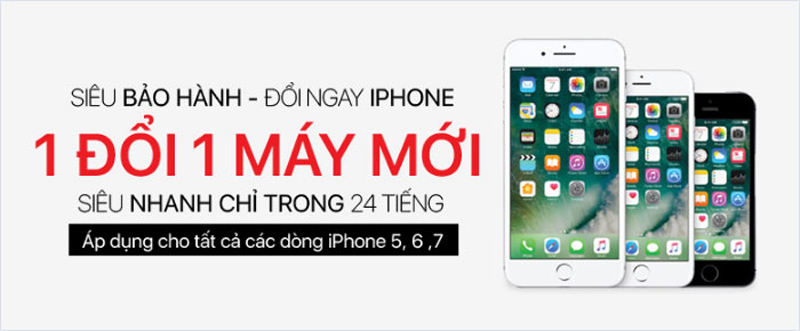 SIÊU BẢO HÀNH - ĐỔI NGAY IPHONE
1 ĐỔI 1 MÁY MỚI
SIÊU NHANH CHỈ TRONG 24 TIẾNG
Áp dụng cho tất cả các dòng iPhone 5, 6 ,7